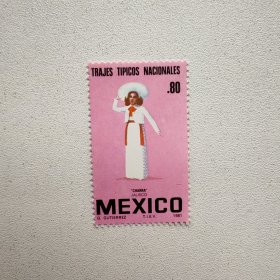 TRAJES TIPICOS NACIONALES
.80
"CHARRA"
JALISCO
MEXICO
O. GUTIERREZ T.I.E.V. 1981